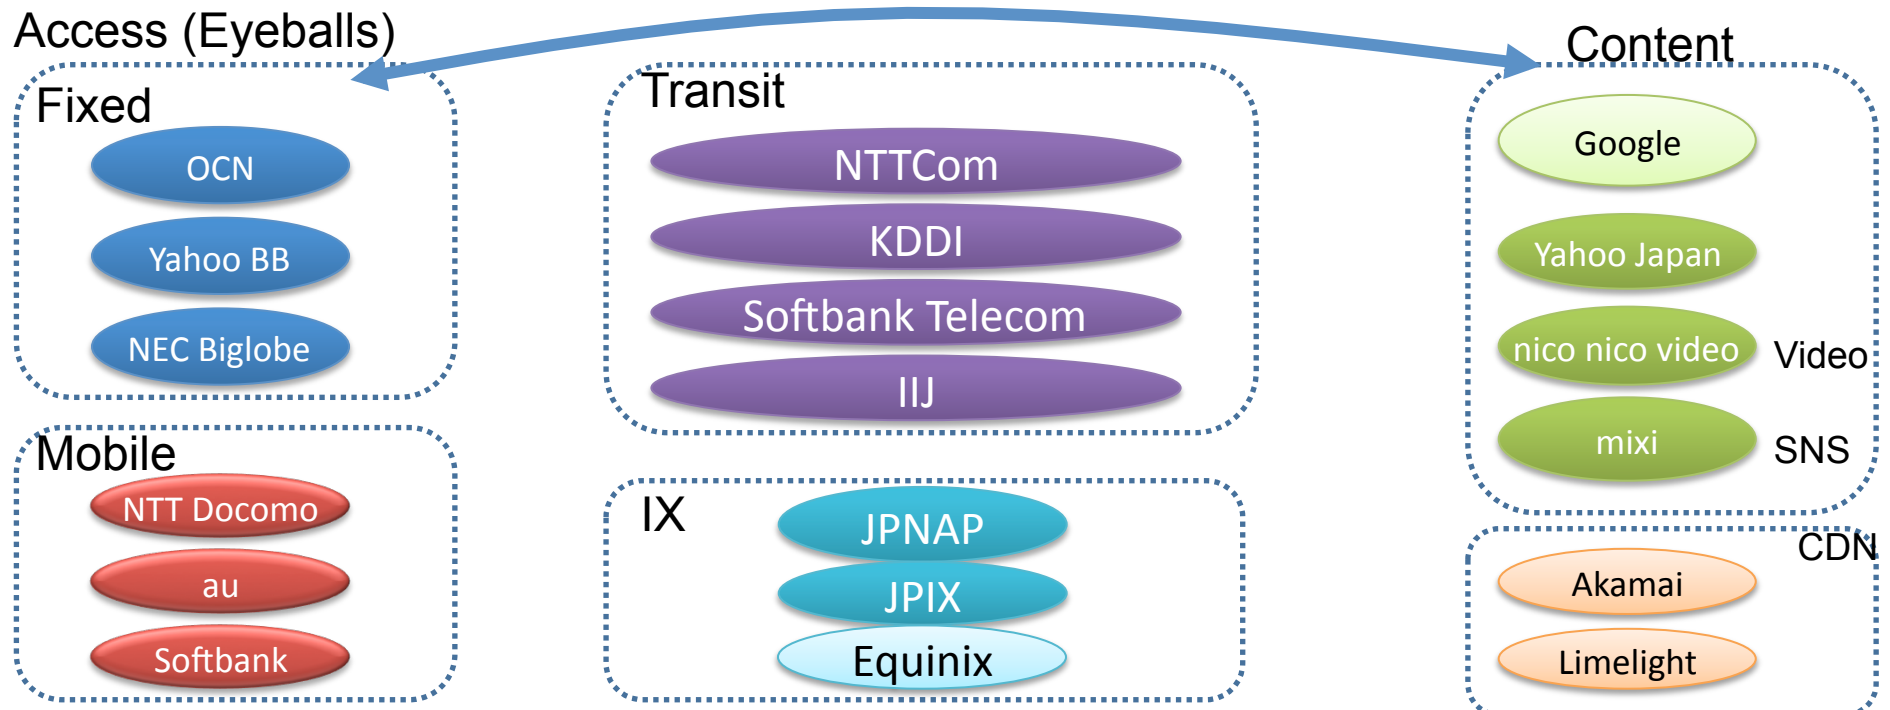 Access (Eyeballs)
Fixed
OCN
Yahoo BB
NEC Biglobe
Mobile
NTT Docomo
au
Softbank
Transit
NTTCom
KDDI
Softbank Telecom
IIJ
IX
JPNAP
JPIX
Equinix
Content
Google
Yahoo Japan
nico nico video Video
mixi SNS
CDN
Akamai
Limelight